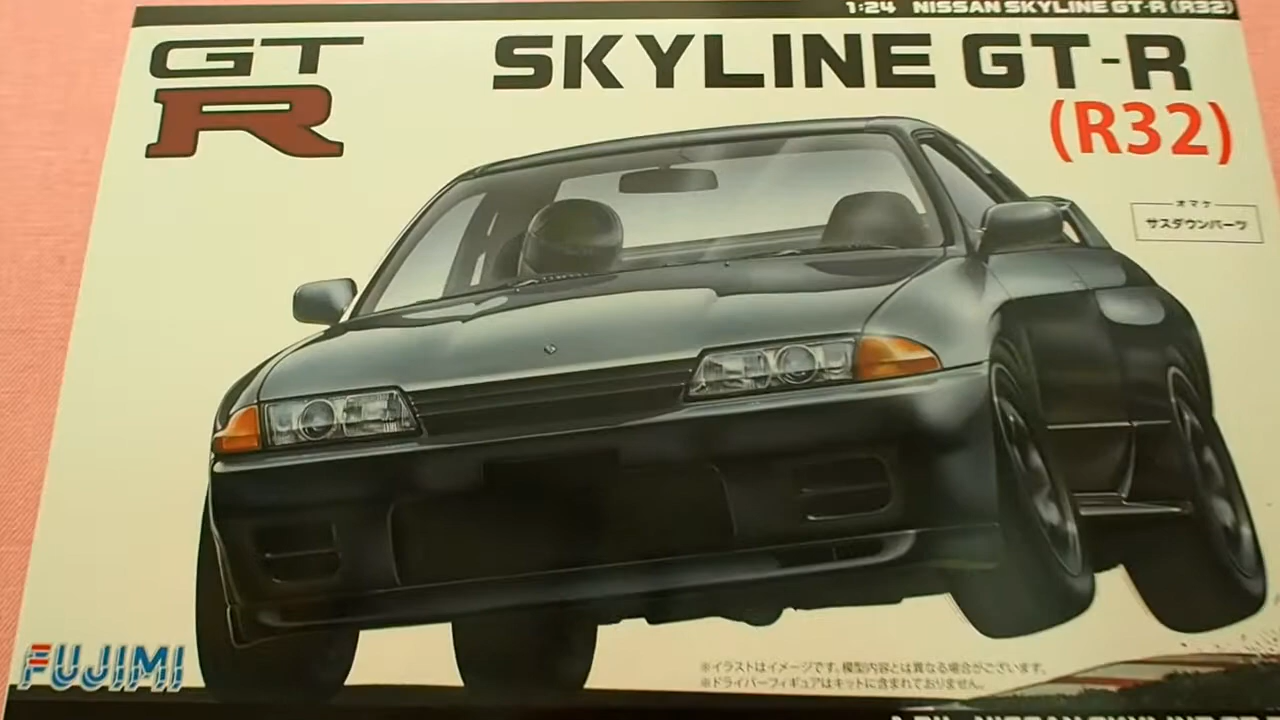 1:24 NISSAN SKYLINE GT-R (R32)
GT
R
SKYLINE GT-R
(R32)
オマケ
サスダウンパーツ
FUJIMI
※イラストはイメージです。模型内容とは異なる場合がございます。
※ドライバーフィギュアはキットに含まれておりません。